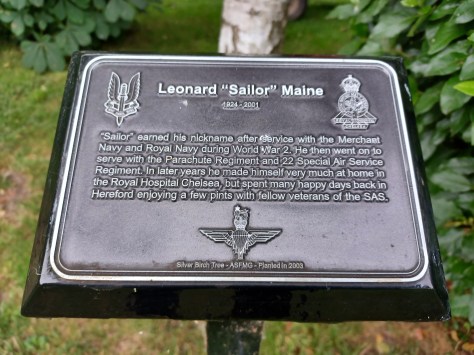 Leonard "Sailor" Maine
1924 - 2001
"Sailor" earned his nickname after service with the Merchant
Navy and Royal Navy during World War 2. He then went on to
serve with the Parachute Regiment and 22 Special Air Service
Regiment. In later years he made himself very much at home in
the Royal Hospital Chelsea, but spent many happy days back in
Hereford enjoying a few pints with fellow veterans of the SAS.
Silver Birch Tree - ASFMG - Planted in 2003